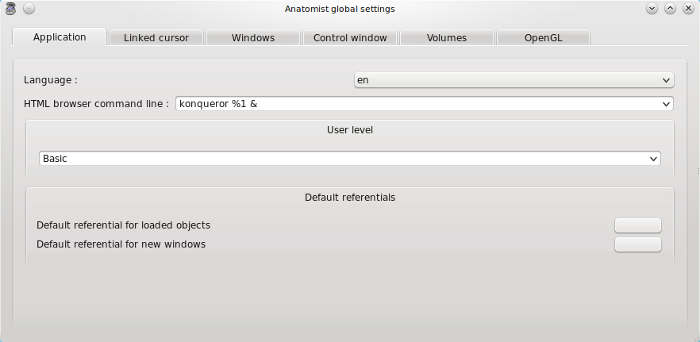 Anatomist global settings
Application Linked cursor Windows Control window Volumes OpenGL
Language : en
HTML browser command line : konqueror %1 &
User level
Basic
Default referentials
Default referential for loaded objects
Default referential for new windows